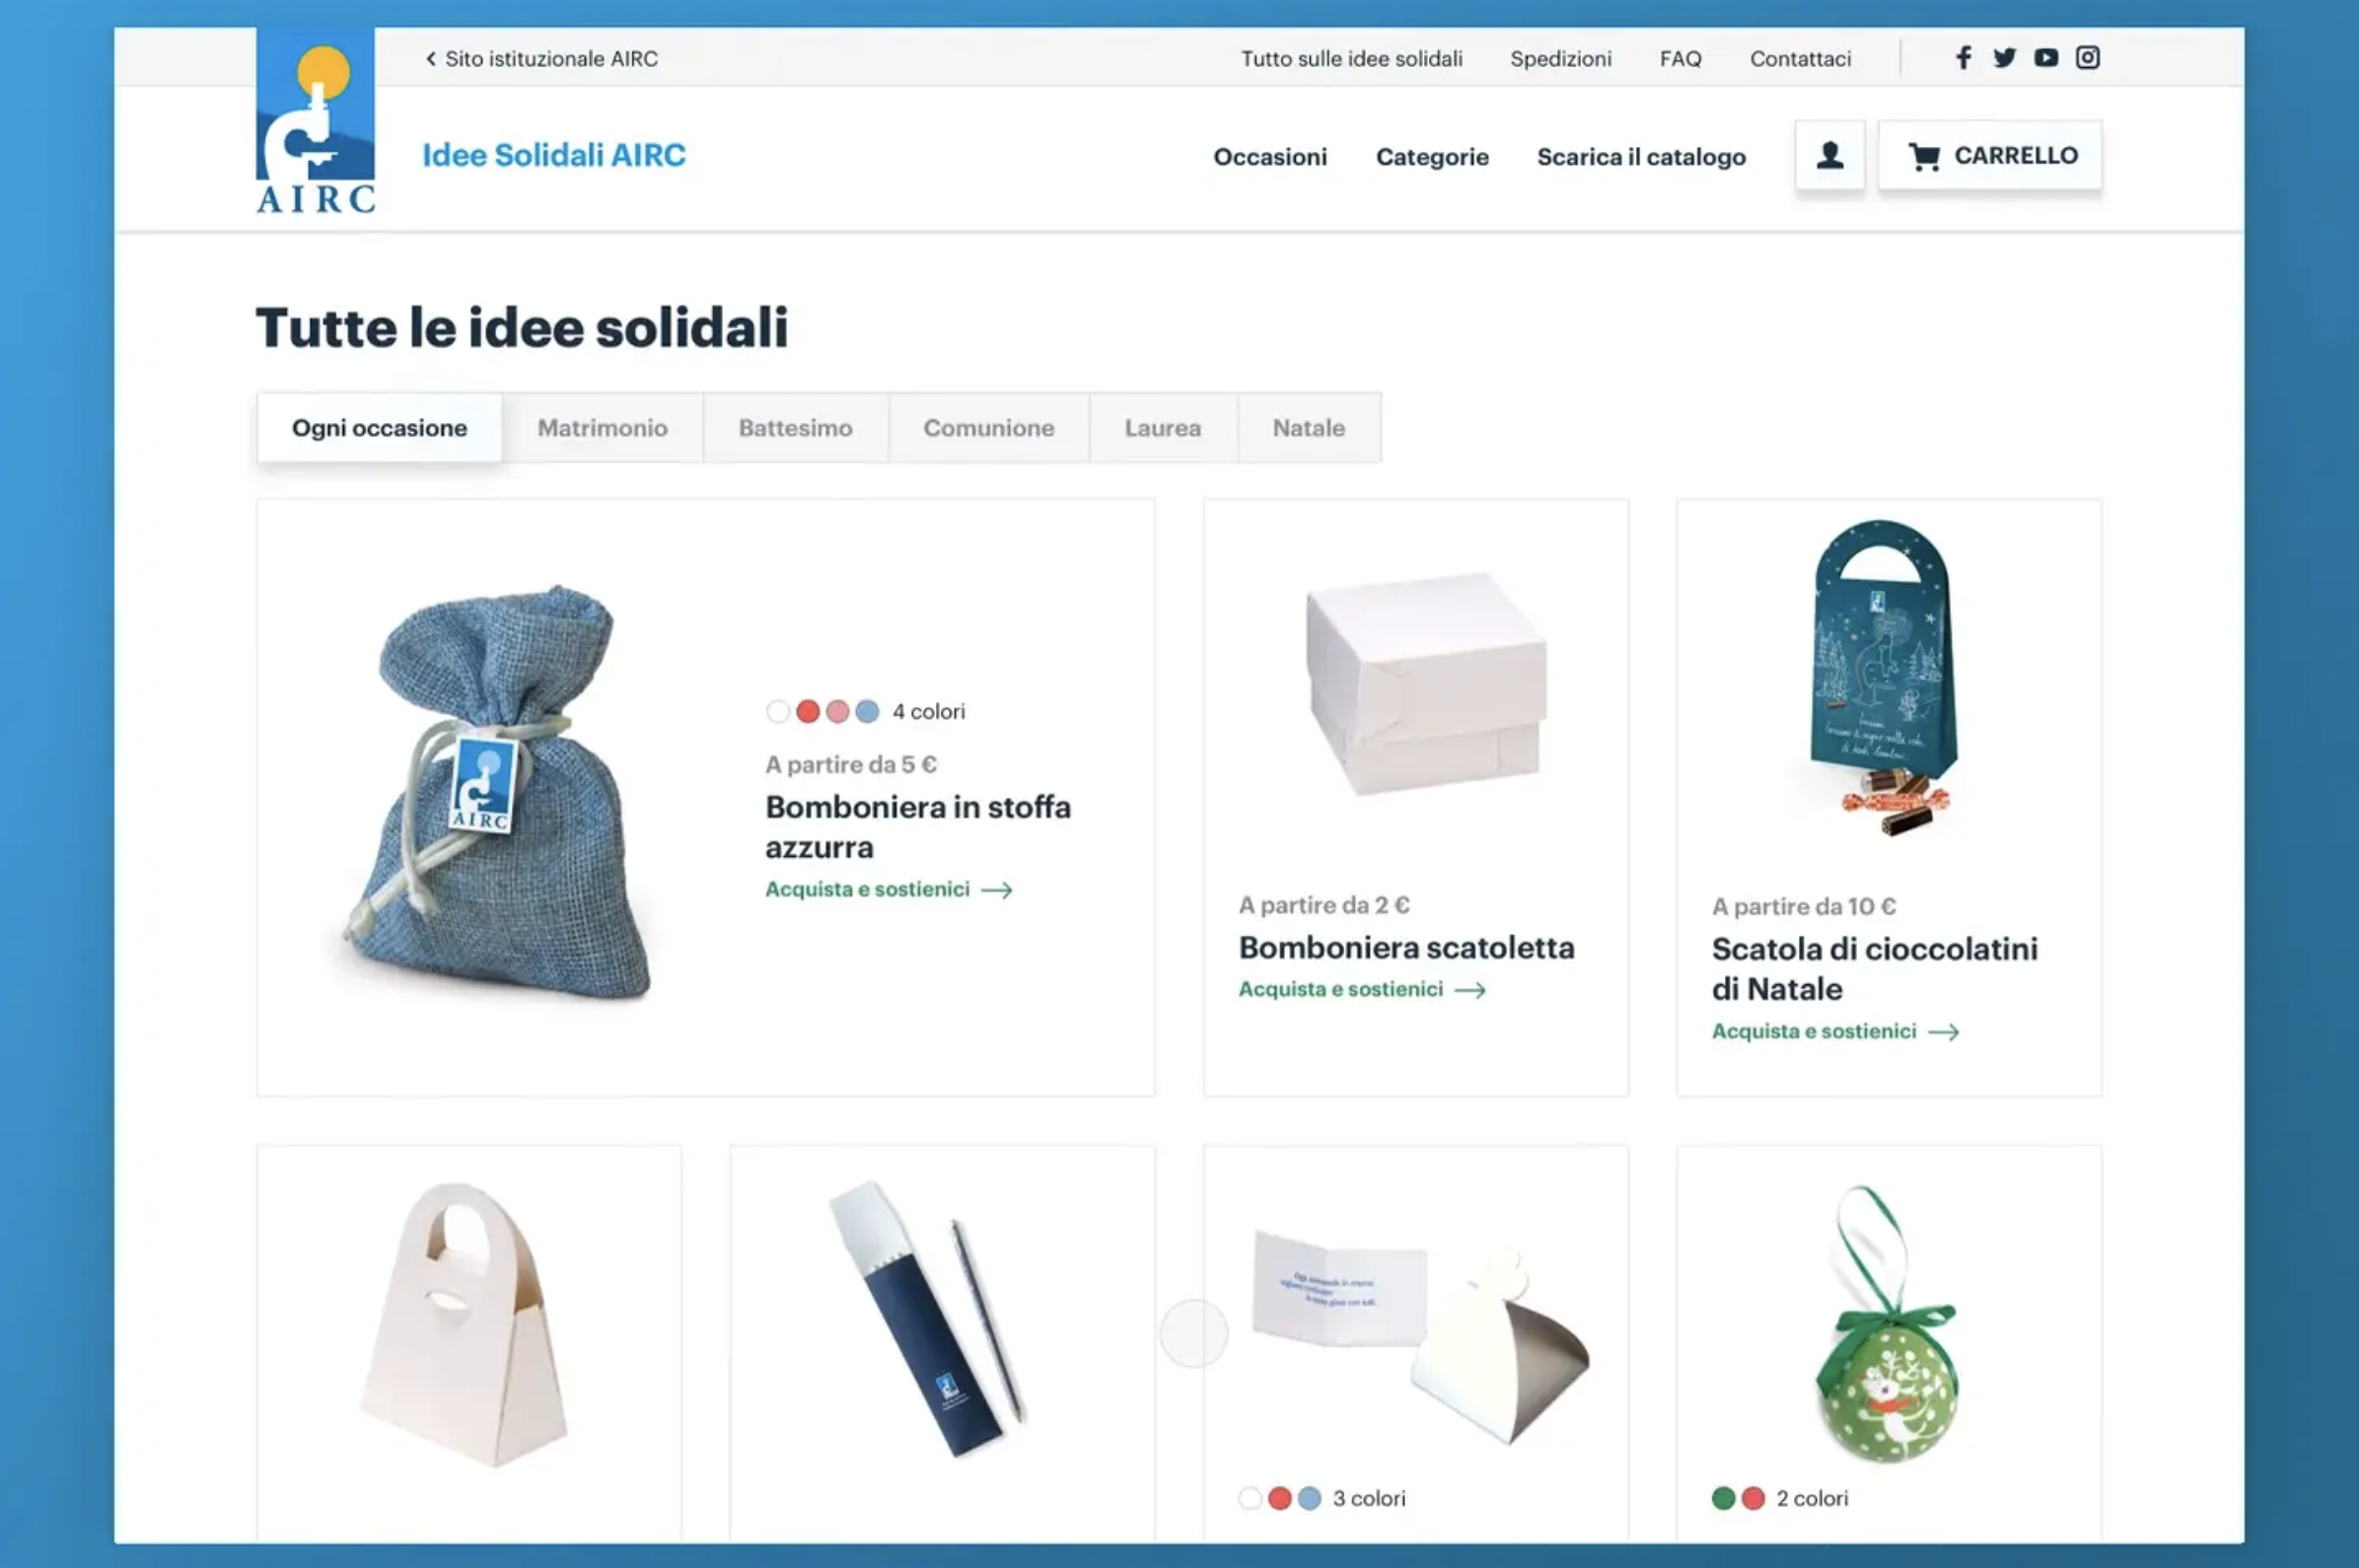 Sito istituzionale AIRC
Tutto sulle idee solidali
Spedizioni
FAQ
Contattaci
AIRC
Idee Solidali AIRC
Occasioni
Categorie
Scarica il catalogo
CARRELLO
Tutte le idee solidali
Ogni occasione
Matrimonio
Battesimo
Comunione
Laurea
Natale
AIRC
4 colori
A partire da 5 €
Bomboniera in stoffa
azzurra
Acquista e sostienici
A partire da 2 €
Bomboniera scatoletta
Acquista e sostienici
A partire da 10 €
Scatola di cioccolatini
di Natale
Acquista e sostienici
3 colori
2 colori